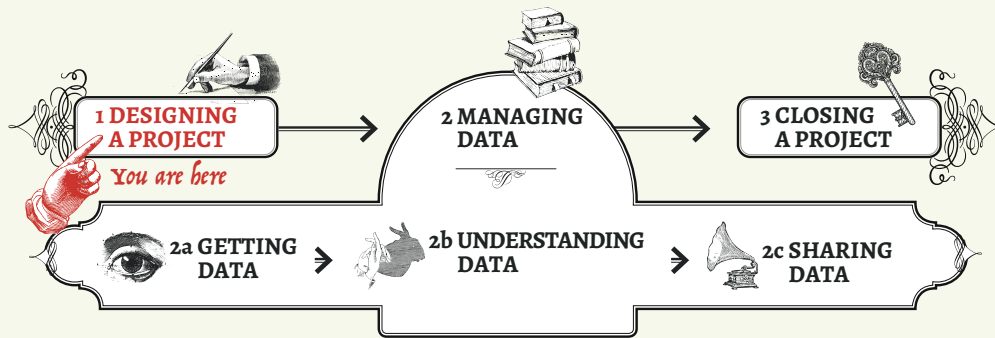 1 DESIGNING
A PROJECT
You are here
2 MANAGING
DATA
3 CLOSING
A PROJECT
2a GETTING
DATA
2b UNDERSTANDING
DATA
2c SHARING
DATA